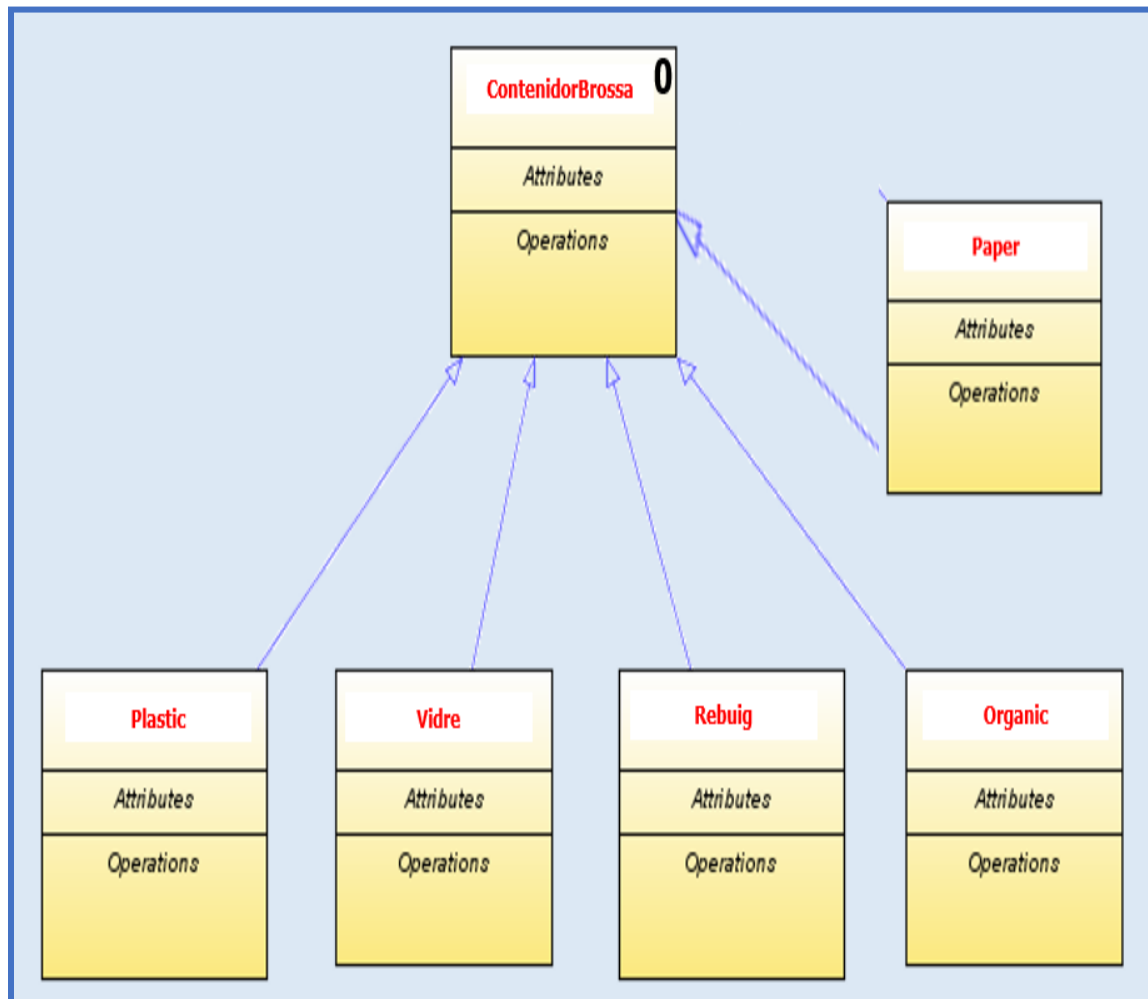 ContenidorBrossa 0
Attributes
Operations
Paper
Attributes
Operations
Plastic
Attributes
Operations
Vidre
Attributes
Operations
Rebuig
Attributes
Operations
Organic
Attributes
Operations